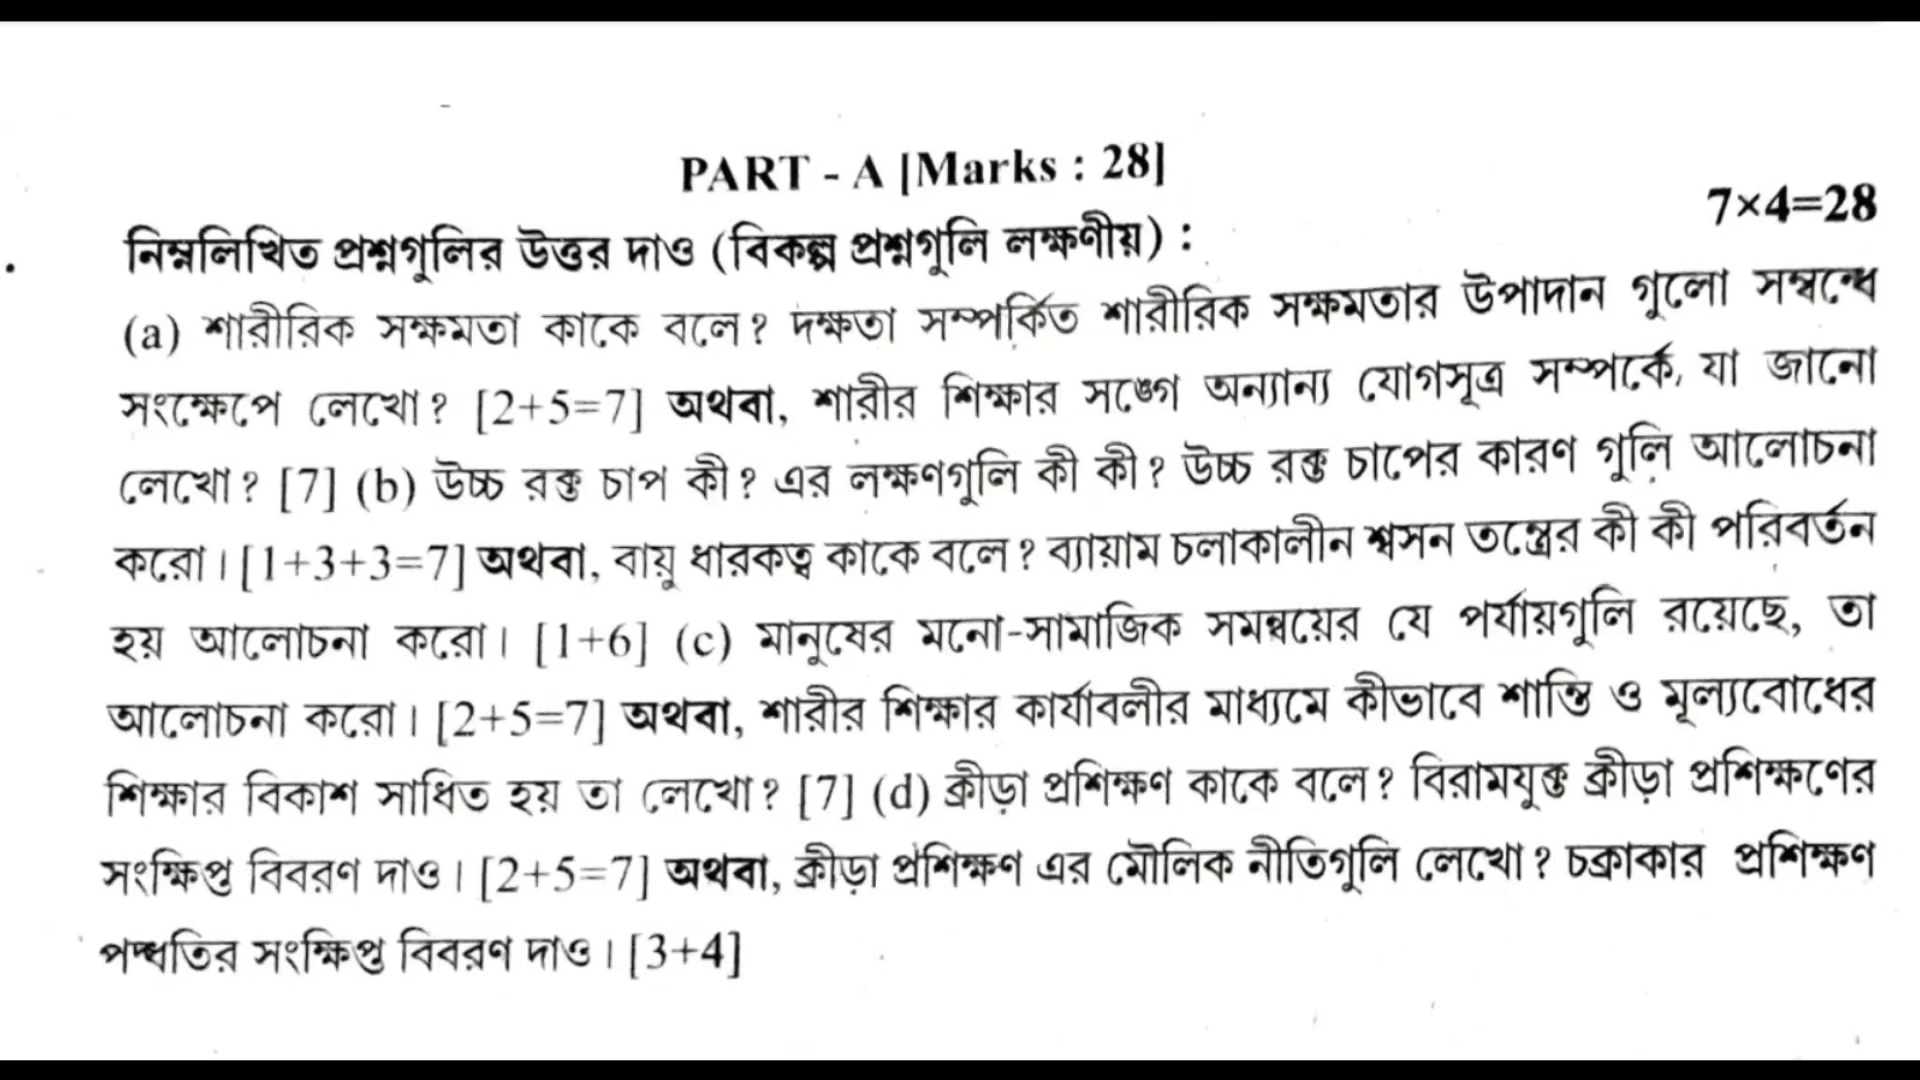 PART - A [Marks : 28]
7×4=28
নিম্নলিখিত প্রশ্নগুলির উত্তর দাও (বিকল্প প্রশ্নগুলি লক্ষণীয়) :
(a) শারীরিক সক্ষমতা কাকে বলে? দক্ষতা সম্পর্কিত শারীরিক সক্ষমতার উপাদান গুলো সম্বন্ধে
সংক্ষেপে লেখো? [2+5=7] অথবা, শারীর শিক্ষার সঙ্গে অন্যান্য যোগসূত্র সম্পর্কে, যা জানো
লেখো? [7] (b) উচ্চ রক্ত চাপ কী? এর লক্ষণগুলি কী কী? উচ্চ রক্ত চাপের কারণ গুলি আলোচনা
করো। [1+3+3=7] অথবা, বায়ু ধারকত্ব কাকে বলে? ব্যায়াম চলাকালীন শ্বসন তন্ত্রের কী কী পরিবর্তন
হয় আলোচনা করো। [1+6] (c) মানুষের মনো-সামাজিক সমন্বয়ের যে পর্যায়গুলি রয়েছে, তা
আলোচনা করো। [2+5=7] অথবা, শারীর শিক্ষার কার্যাবলীর মাধ্যমে কীভাবে শান্তি ও মূল্যবোধের
শিক্ষার বিকাশ সাধিত হয় তা লেখো? [7] (d) ক্রীড়া প্রশিক্ষণ কাকে বলে? বিরামযুক্ত ক্রীড়া প্রশিক্ষণের
সংক্ষিপ্ত বিবরণ দাও। [2+5=7] অথবা, ক্রীড়া প্রশিক্ষণ এর মৌলিক নীতিগুলি লেখো? চক্রাকার প্রশিক্ষণ
পদ্ধতির সংক্ষিপ্ত বিবরণ দাও। [3+4]